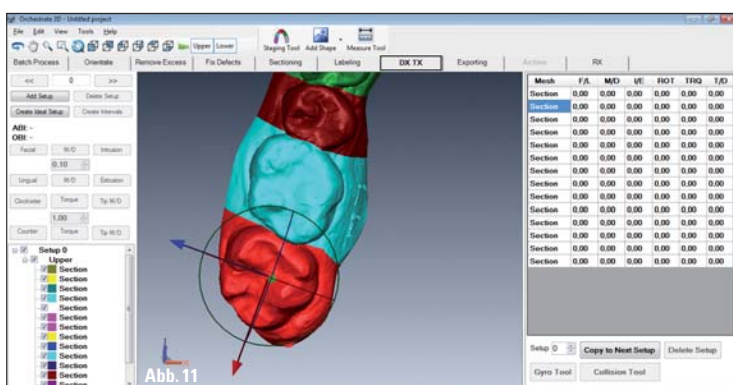 Orchestrate 3D - Untitled project
File Edit View Tools Help
Upper Lower
Staging Tool Add Shape Measure Tool
Batch Process Orientate Remove Excess Fix Defects Sectioning Labeling DX TX Exporting Archive RX
<< 0 >>
Add Setup Delete Setup
Create Ideal Setup Create Intervals
ABI: -
OBI: -
Facial M/D Intrusion
0,10
Lingual M/D Extrusion
Clockwise Torque Tip M/D
1,00
Counter Torque Tip M/D
Setup 0
Upper
Section
Section
Section
Section
Section
Section
Section
Section
Section
Section
Section
Section
Section
Abb. 11
Mesh F/L M/D I/E ROT TRQ T/D
Section 0,00 0,00 0,00 0,00 0,00 0,00
Section 0,00 0,00 0,00 0,00 0,00 0,00
Section 0,00 0,00 0,00 0,00 0,00 0,00
Section 0,00 0,00 0,00 0,00 0,00 0,00
Section 0,00 0,00 0,00 0,00 0,00 0,00
Section 0,00 0,00 0,00 0,00 0,00 0,00
Section 0,00 0,00 0,00 0,00 0,00 0,00
Section 0,00 0,00 0,00 0,00 0,00 0,00
Section 0,00 0,00 0,00 0,00 0,00 0,00
Section 0,00 0,00 0,00 0,00 0,00 0,00
Section 0,00 0,00 0,00 0,00 0,00 0,00
Section 0,00 0,00 0,00 0,00 0,00 0,00
Section 0,00 0,00 0,00 0,00 0,00 0,00
Section 0,00 0,00 0,00 0,00 0,00 0,00
Setup 0 Copy to Next Setup Delete Setup
Gyro Tool Collision Tool